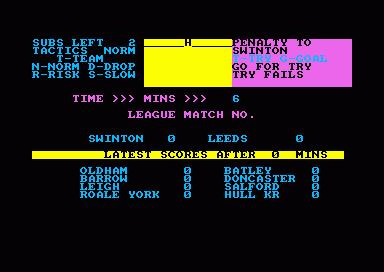 SUBS LEFT 2 H PENALTY TO
TACTICS NORM SWINTON
T-TEAM T-TRY G-GOAL
N-NORM D-DROP GO FOR TRY
R-RISK S-SLOW TRY FAILS
TIME >>> MINS >>> 6
LEAGUE MATCH NO.
SWINTON 0 LEEDS 0
LATEST SCORES AFTER 0 MINS
OLDHAM 0 BATLEY 0
BARROW 0 DONCASTER 0
LEIGH 0 SALFORD 0
ROALE YORK 0 HULL KR 0